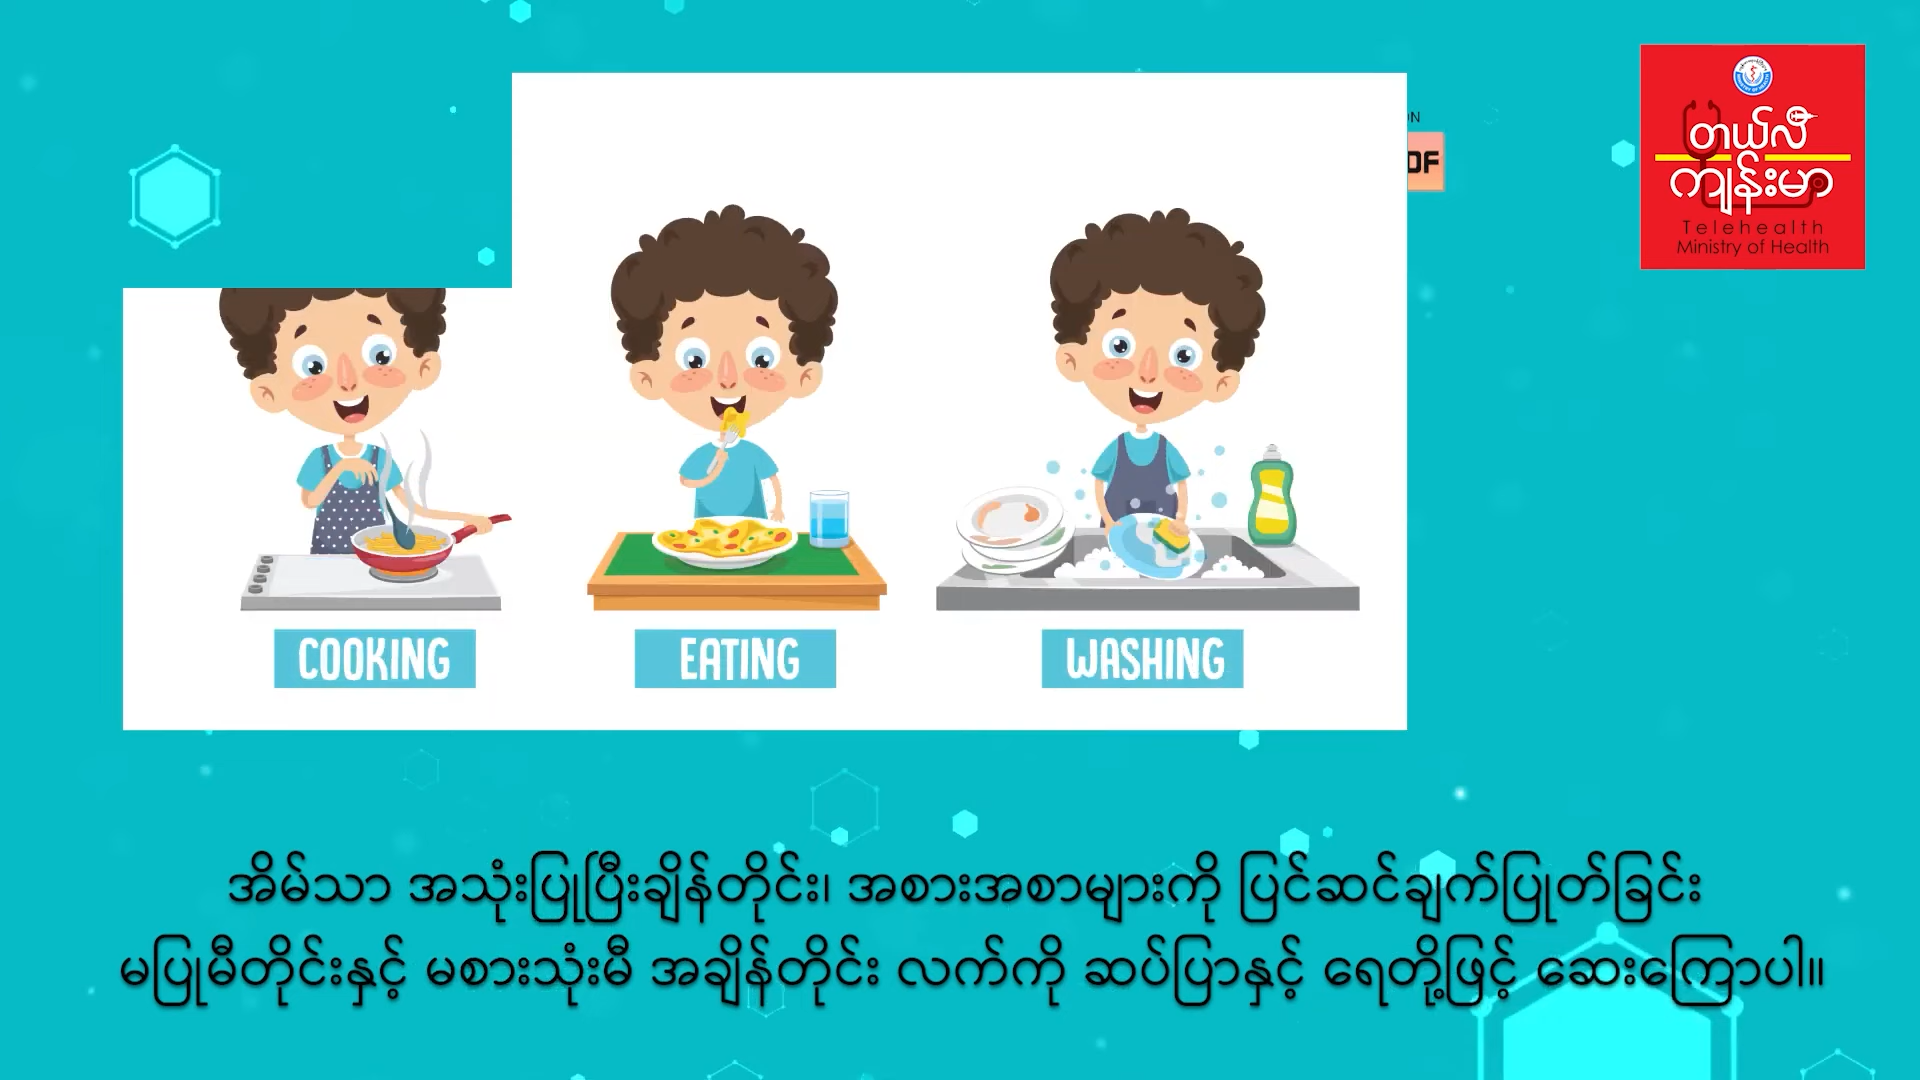 ON
OF
တယ်လီ
ကျန်းမာ
Telehealth
Ministry of Health
COOKING
EATING
WASHING
အိမ်သာ အသုံးပြုပြီးချိန်တိုင်း၊ အစားအစာများကို ပြင်ဆင်ချက်ပြုတ်ခြင်း
မပြုမီတိုင်းနှင့် မစားသုံးမီ အချိန်တိုင်း လက်ကို ဆပ်ပြာနှင့် ရေတို့ဖြင့် ဆေးကြောပါ။